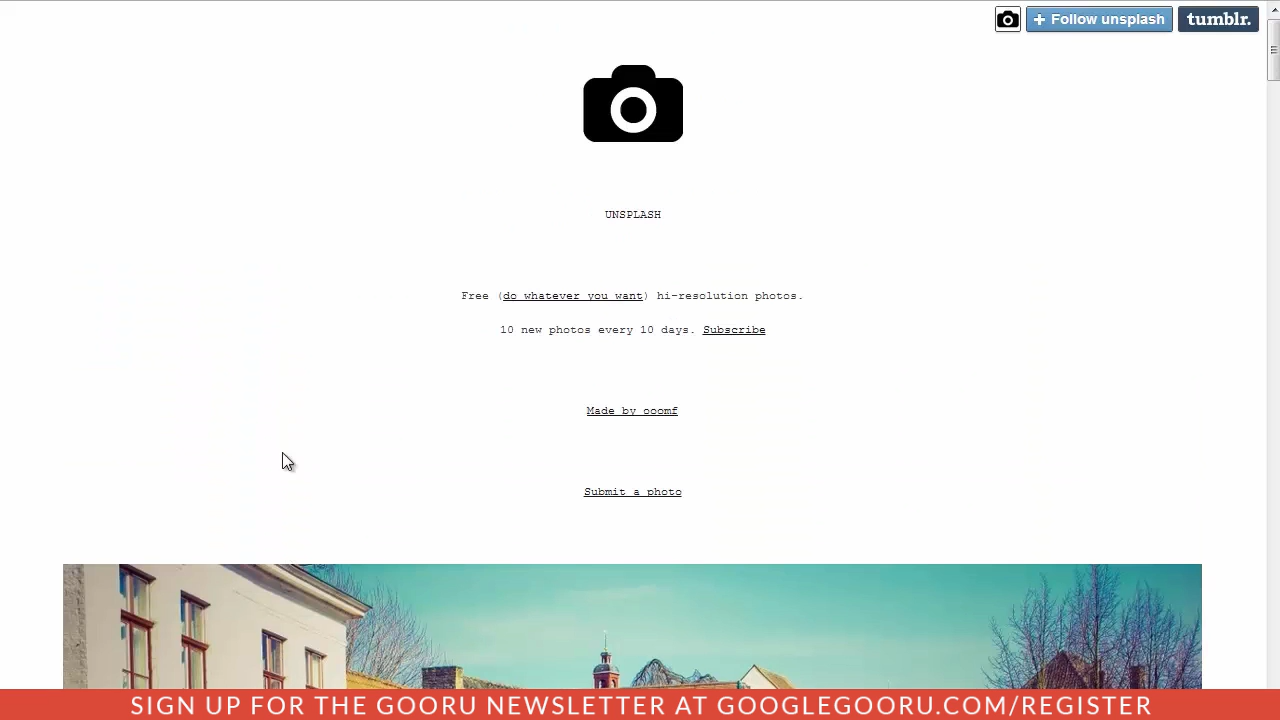 Follow unsplash
tumblr.
UNSPLASH
Free (do whatever you want) hi-resolution photos.
10 new photos every 10 days. Subscribe
Made by ooomf
Submit a photo
SIGN UP FOR THE GOORU NEWSLETTER AT GOOGLEGOORU.COM/REGISTER